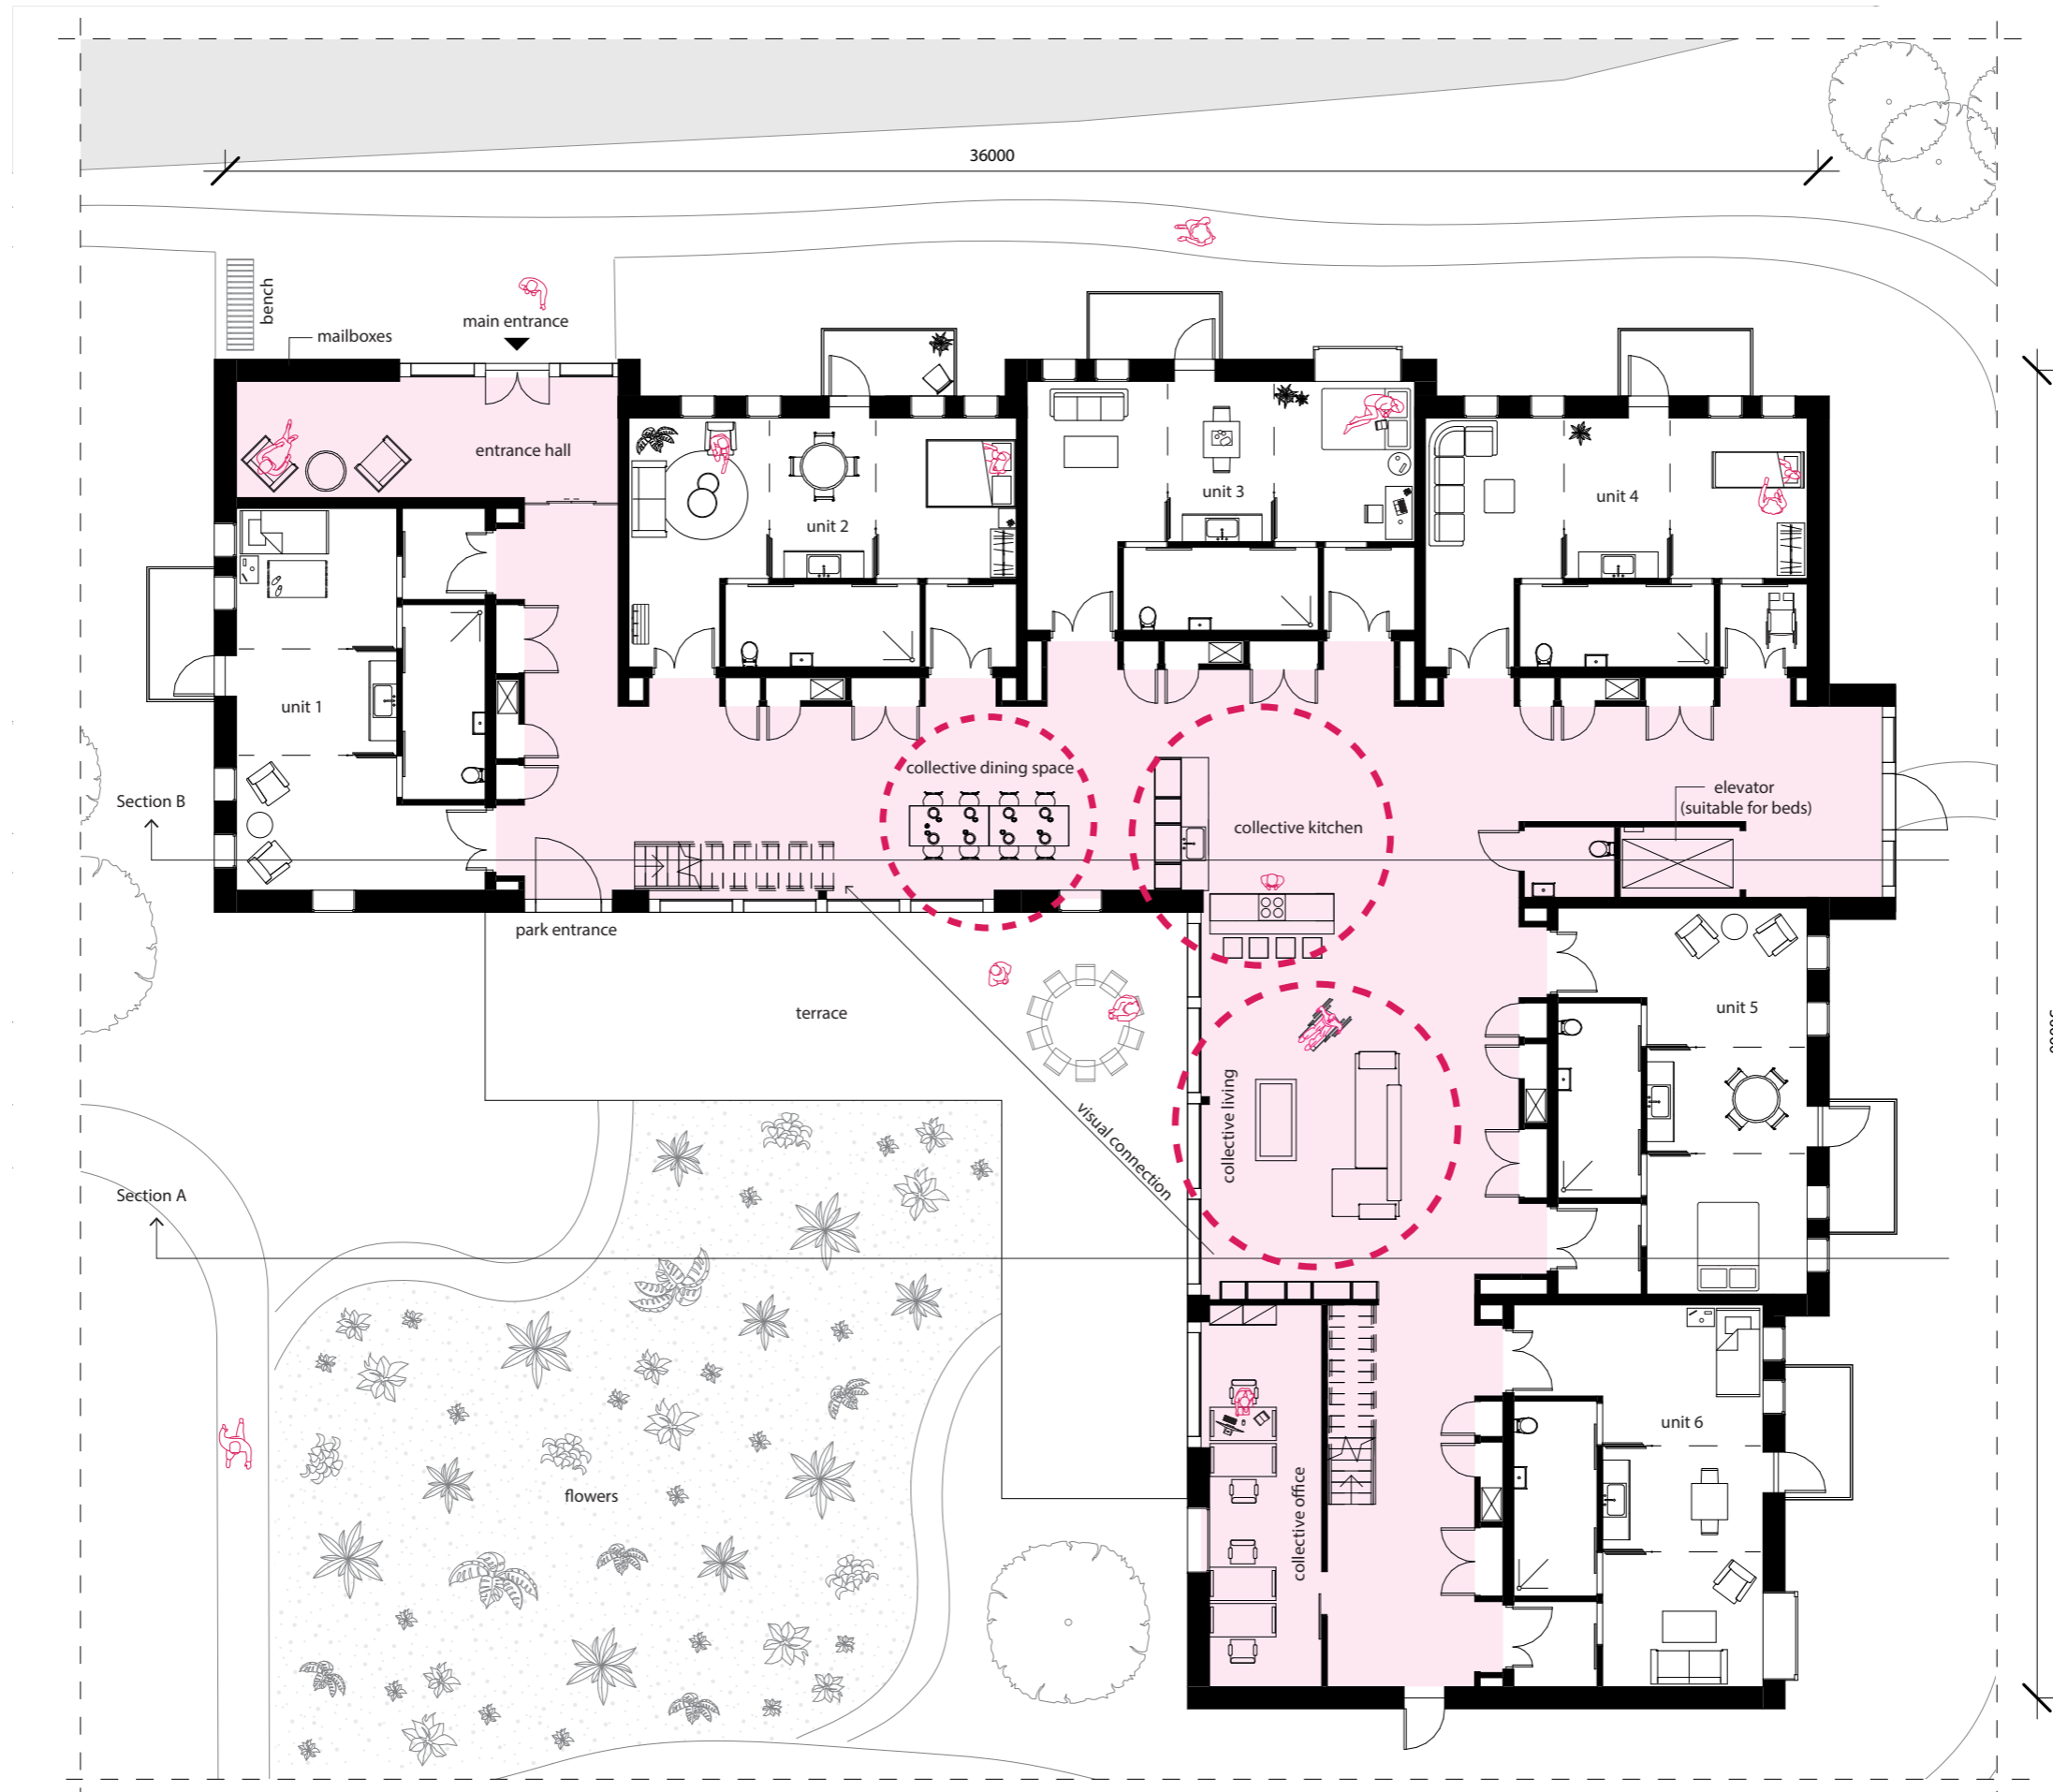 36000
bench
main entrance
mailboxes
entrance hall
unit 2
unit 3
unit 4
unit 1
collective dining space
collective kitchen
elevator
(suitable for beds)
Section B
park entrance
terrace
unit 5
collective living
visual connection
Section A
unit 6
flowers
collective office